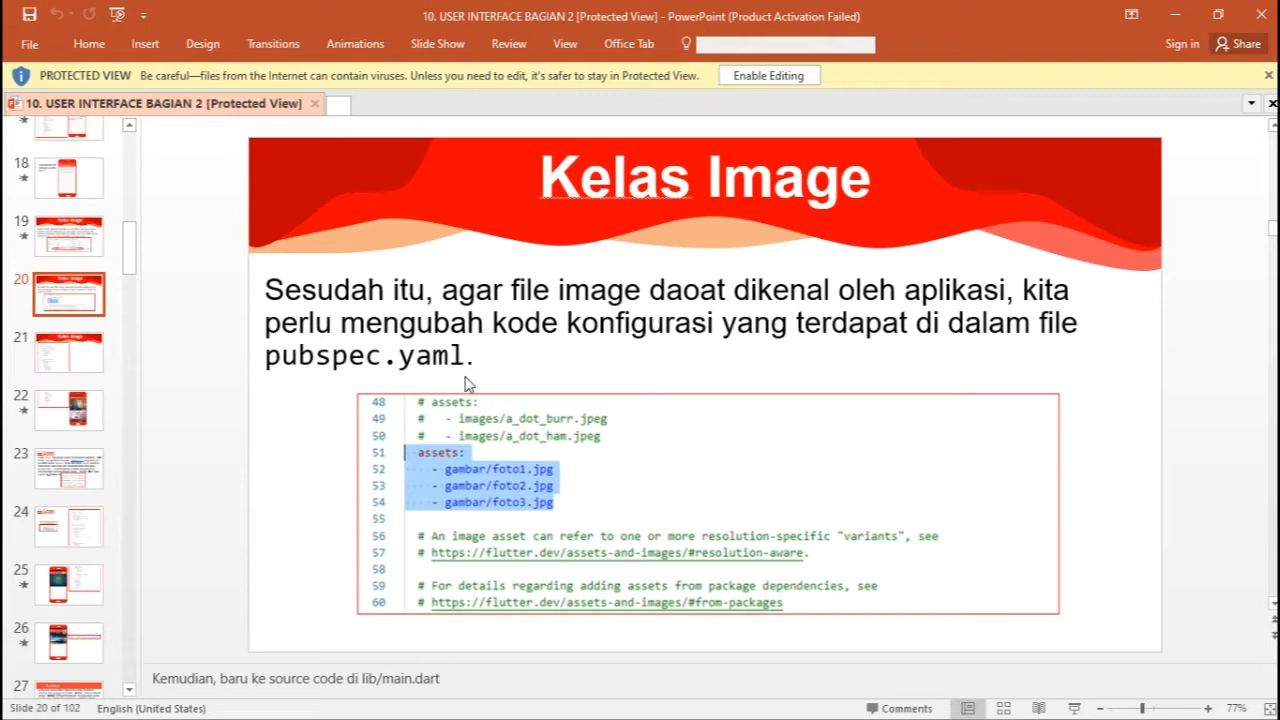 10. USER INTERFACE BAGIAN 2 [Protected View] - PowerPoint (Product Activation Failed)
File Home Insert Design Transitions Animations Slide Show Review View Office Tab Sign in Share
PROTECTED VIEW Be careful—files from the Internet can contain viruses. Unless you need to edit, it's safer to stay in Protected View. Enable Editing
10. USER INTERFACE BAGIAN 2 [Protected View]
18
19
20
21
22
23
24
25
26
27
Kelas Image
Sesudah itu, agar file image daoat dikenal oleh aplikasi, kita
perlu mengubah kode konfigurasi yang terdapat di dalam file
pubspec.yaml.
48 # assets:
49 #   - images/a_dot_burr.jpeg
50 #   - images/a_dot_ham.jpeg
51 assets:
52   - gambar/foto1.jpg
53   - gambar/foto2.jpg
54   - gambar/foto3.jpg
55
56 # An image asset can refer to one or more resolution-specific "variants", see
57 # https://flutter.dev/assets-and-images/#resolution-aware.
58
59 # For details regarding adding assets from package dependencies, see
60 # https://flutter.dev/assets-and-images/#from-packages
Kemudian, baru ke source code di lib/main.dart
Slide 20 of 102 English (United States) Comments 77%